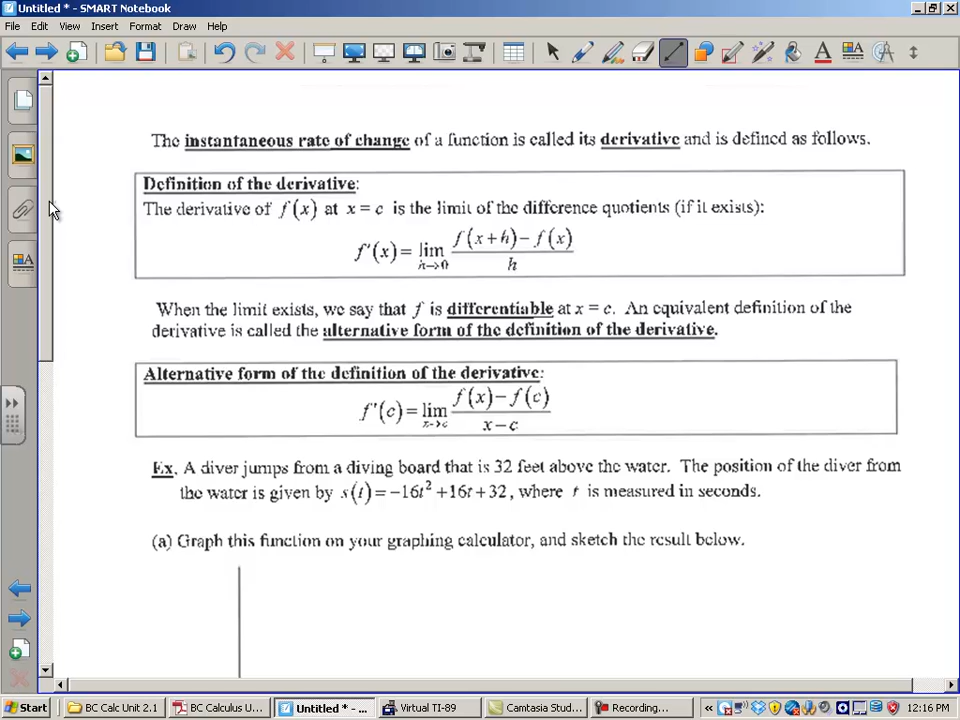 Untitled * - SMART Notebook
File Edit View Insert Format Draw Help
The instantaneous rate of change of a function is called its derivative and is defined as follows.
Definition of the derivative:
The derivative of f(x) at x = c is the limit of the difference quotients (if it exists):
f′(x) = lim h→0 f(x+h)−f(x) / h
When the limit exists, we say that f is differentiable at x = c. An equivalent definition of the
derivative is called the alternative form of the definition of the derivative.
Alternative form of the definition of the derivative:
f′(c) = lim x→c f(x)−f(c) / x−c
Ex. A diver jumps from a diving board that is 32 feet above the water. The position of the diver from
the water is given by s(t) = −16t² +16t+32, where t is measured in seconds.
(a) Graph this function on your graphing calculator, and sketch the result below.
Start BC Calc Unit 2.1 BC Calculus U... Untitled * - ... Virtual TI-89 Camtasia Stud... Recording... 12:16 PM